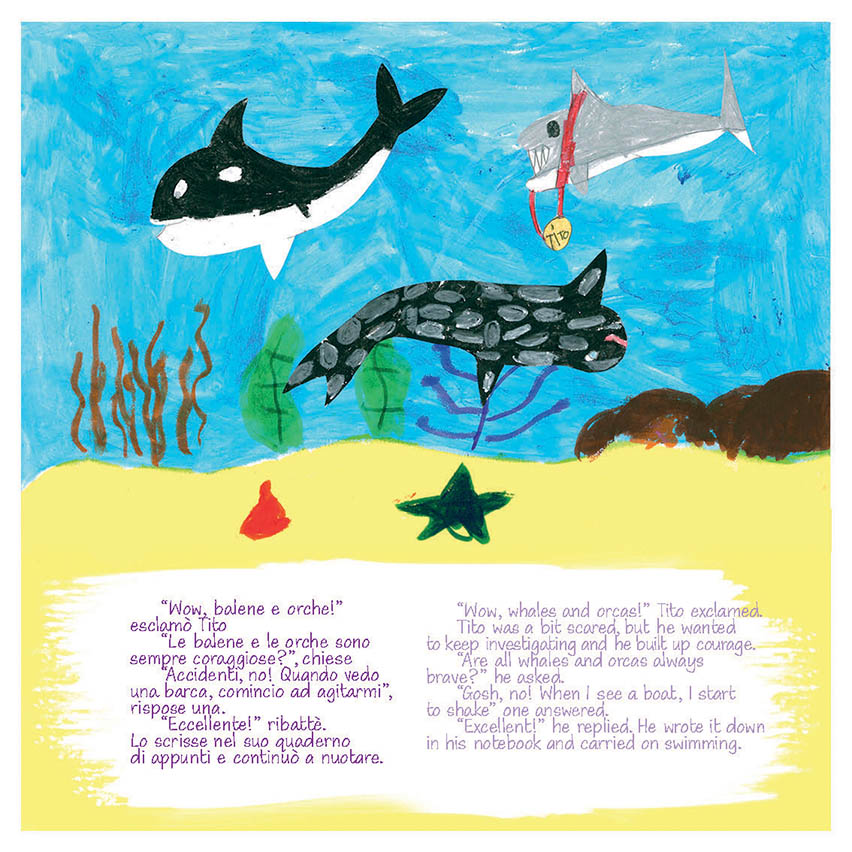 TITO
"Wow, balene e orche!"
esclamò Tito
"Le balene e le orche sono
sempre coraggiose?", chiese
"Accidenti, no! Quando vedo
una barca, comincio ad agitarmi",
rispose una.
"Eccellente!" ribattè.
Lo scrisse nel suo quaderno
di appunti e continuò a nuotare.
"Wow, whales and orcas!" Tito exclamed.
Tito was a bit scared, but he wanted
to keep investigating and he built up courage.
"Are all whales and orcas always
brave?" he asked.
"Gosh, no! When I see a boat, I start
to shake" one answered.
"Excellent!" he replied. He wrote it down
in his notebook and carried on swimming.